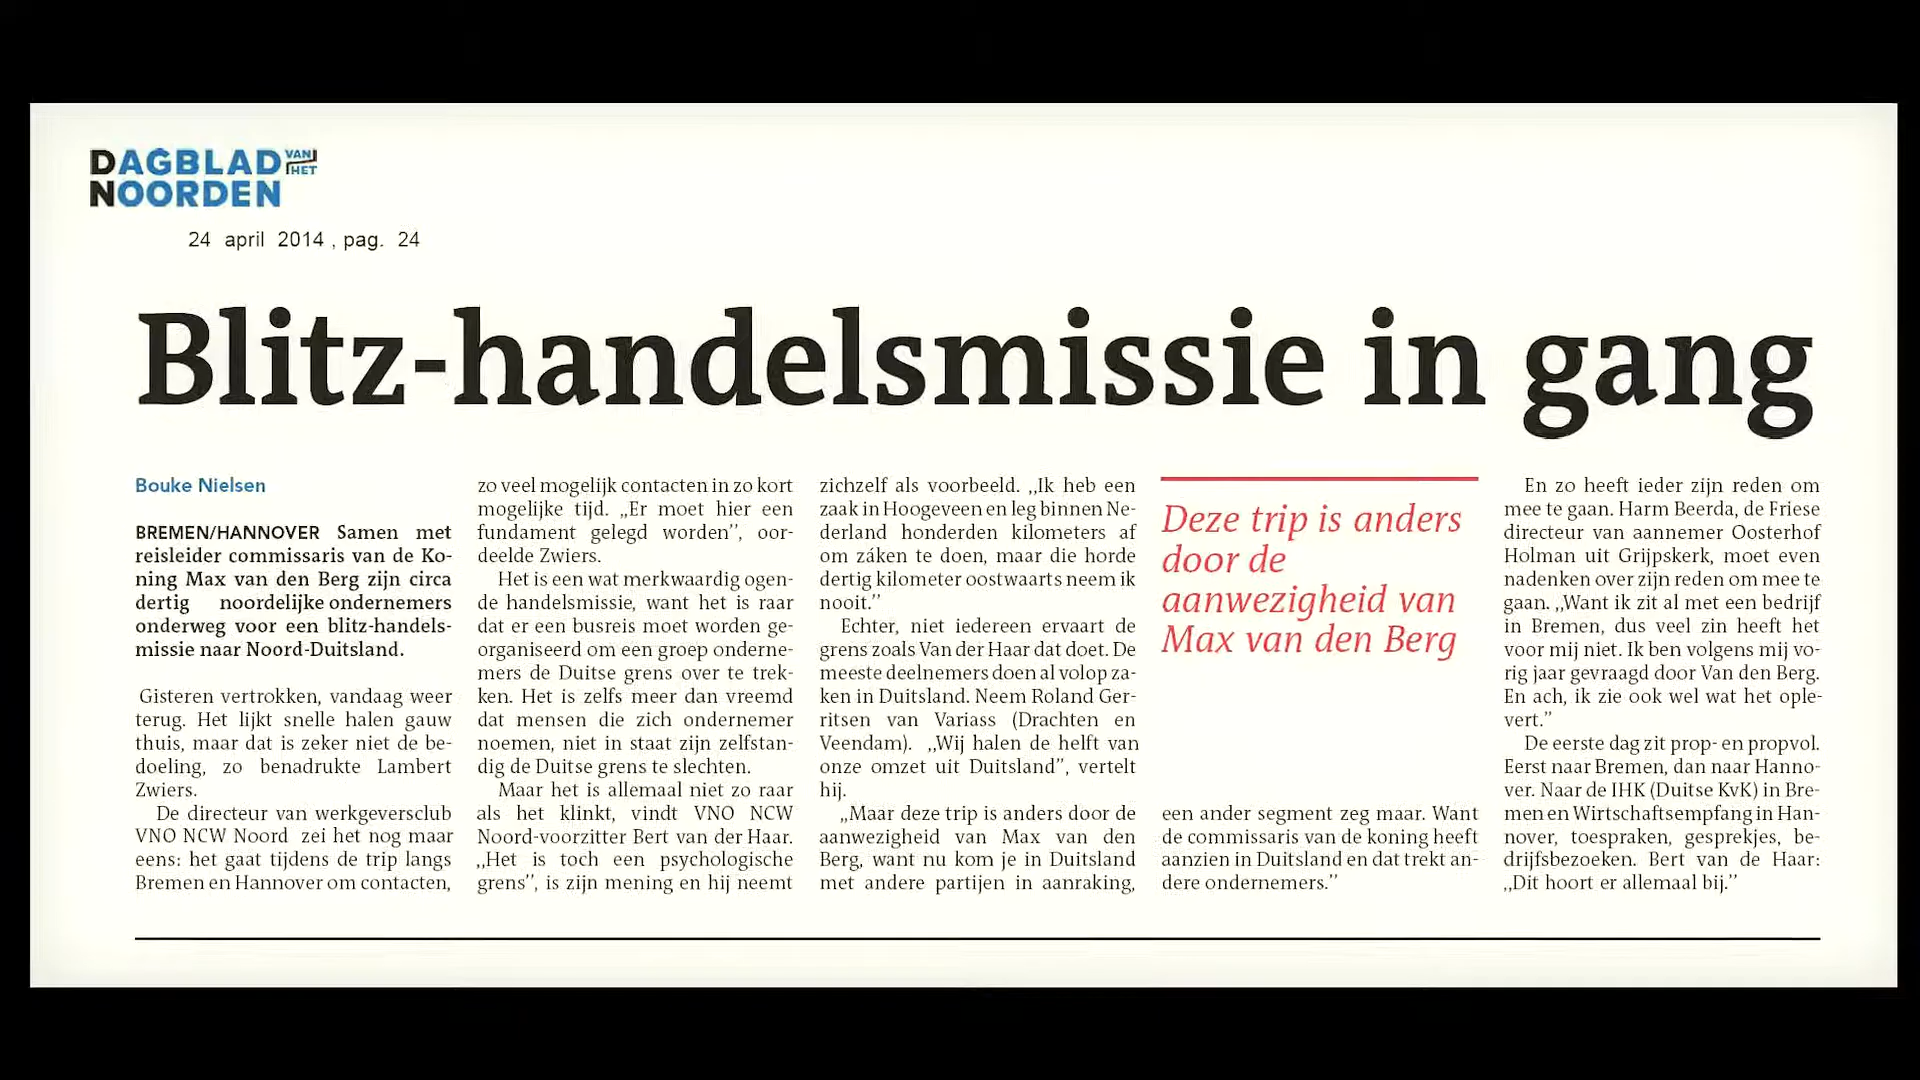 DAGBLAD VAN HET
NOORDEN
24 april 2014 , pag. 24
Blitz-handelsmissie in gang
Bouke Nielsen
BREMEN/HANNOVER Samen met
reisleider commissaris van de Ko-
ning Max van den Berg zijn circa
dertig noordelijke ondernemers
onderweg voor een blitz-handels-
missie naar Noord-Duitsland.
Gisteren vertrokken, vandaag weer
terug. Het lijkt snelle halen gauw
thuis, maar dat is zeker niet de be-
doeling, zo benadrukte Lambert
Zwiers.
De directeur van werkgeversclub
VNO NCW Noord zei het nog maar
eens: het gaat tijdens de trip langs
Bremen en Hannover om contacten,
zo veel mogelijk contacten in zo kort
mogelijke tijd. ,,Er moet hier een
fundament gelegd worden’’, oor-
deelde Zwiers.
Het is een wat merkwaardig ogen-
de handelsmissie, want het is raar
dat er een busreis moet worden ge-
organiseerd om een groep onderne-
mers de Duitse grens over te trek-
ken. Het is zelfs meer dan vreemd
dat mensen die zich ondernemer
noemen, niet in staat zijn zelfstan-
dig de Duitse grens te slechten.
Maar het is allemaal niet zo raar
als het klinkt, vindt VNO NCW
Noord-voorzitter Bert van der Haar.
,,Het is toch een psychologische
grens’’, is zijn mening en hij neemt
zichzelf als voorbeeld. ,,Ik heb een
zaak in Hoogeveen en leg binnen Ne-
derland honderden kilometers af
om záken te doen, maar die horde
dertig kilometer oostwaarts neem ik
nooit.’’
Echter, niet iedereen ervaart de
grens zoals Van der Haar dat doet. De
meeste deelnemers doen al volop za-
ken in Duitsland. Neem Roland Ger-
ritsen van Variass (Drachten en
Veendam). ,,Wij halen de helft van
onze omzet uit Duitsland’’, vertelt
hij.
,,Maar deze trip is anders door de
aanwezigheid van Max van den
Berg, want nu kom je in Duitsland
met andere partijen in aanraking,
Deze trip is anders
door de
aanwezigheid van
Max van den Berg
een ander segment zeg maar. Want
de commissaris van de koning heeft
aanzien in Duitsland en dat trekt an-
dere ondernemers.’’
En zo heeft ieder zijn reden om
mee te gaan. Harm Beerda, de Friese
directeur van aannemer Oosterhof
Holman uit Grijpskerk, moet even
nadenken over zijn reden om mee te
gaan. ,,Want ik zit al met een bedrijf
in Bremen, dus veel zin heeft het
voor mij niet. Ik ben volgens mij vo-
rig jaar gevraagd door Van den Berg.
En ach, ik zie ook wel wat het ople-
vert.’’
De eerste dag zit prop- en propvol.
Eerst naar Bremen, dan naar Hanno-
ver. Naar de IHK (Duitse KvK) in Bre-
men en Wirtschaftsempfang in Han-
nover, toespraken, gesprekjes, be-
drijfsbezoeken. Bert van de Haar:
,,Dit hoort er allemaal bij.’’